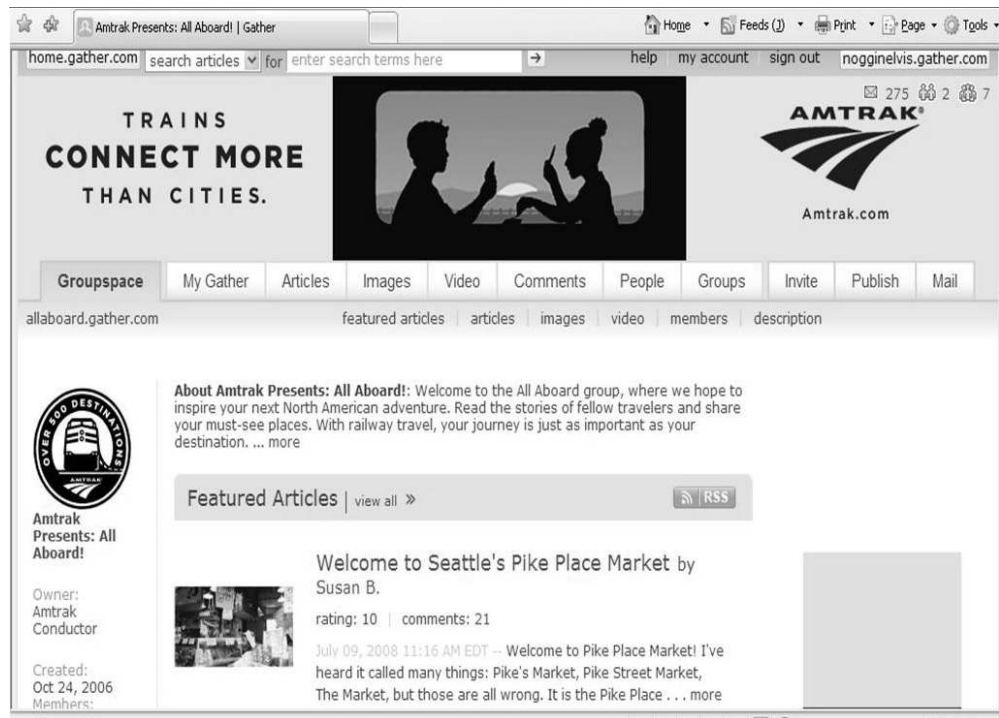 Amtrak Presents: All Aboard! | Gather
Home Feeds (J) Print Page Tools
home.gather.com search articles for enter search terms here help my account sign out nogginelvis.gather.com
275 2 7
TRAINS
CONNECT MORE
THAN CITIES.
AMTRAK
Amtrak.com
Groupspace My Gather Articles Images Video Comments People Groups Invite Publish Mail
allaboard.gather.com featured articles | articles | images | video | members | description
OVER 500 DESTINATIONS
AMTRAK
Amtrak
Presents: All
Aboard!
Owner:
Amtrak
Conductor
Created:
Oct 24, 2006
Members:
About Amtrak Presents: All Aboard!: Welcome to the All Aboard group, where we hope to
inspire your next North American adventure. Read the stories of fellow travelers and share
your must-see places. With railway travel, your journey is just as important as your
destination. ... more
Featured Articles | view all »
RSS
Welcome to Seattle's Pike Place Market by
Susan B.
rating: 10 | comments: 21
July 09, 2008 11:16 AM EDT -- Welcome to Pike Place Market! I've
heard it called many things: Pike's Market, Pike Street Market,
The Market, but those are all wrong. It is the Pike Place . . . more